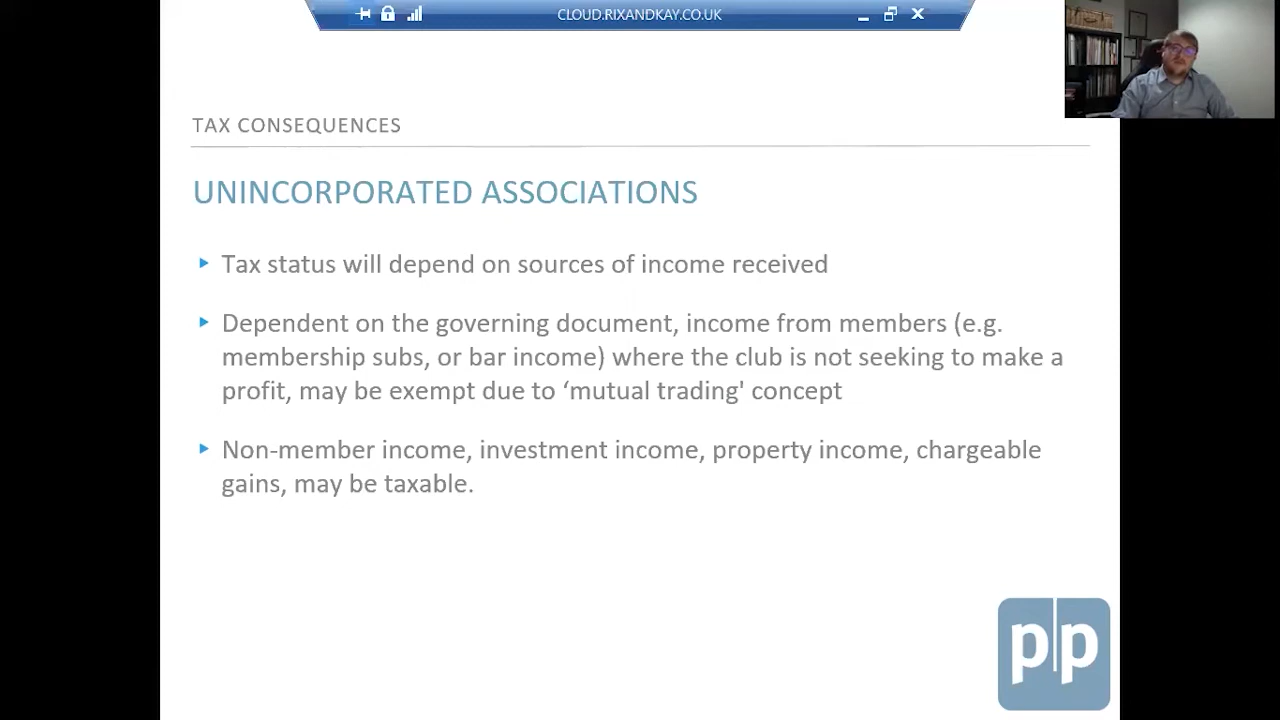 CLOUD.RIXANDKAY.CO.UK
TAX CONSEQUENCES
UNINCORPORATED ASSOCIATIONS
Tax status will depend on sources of income received
Dependent on the governing document, income from members (e.g.
membership subs, or bar income) where the club is not seeking to make a
profit, may be exempt due to ‘mutual trading' concept
Non-member income, investment income, property income, chargeable
gains, may be taxable.
p|p